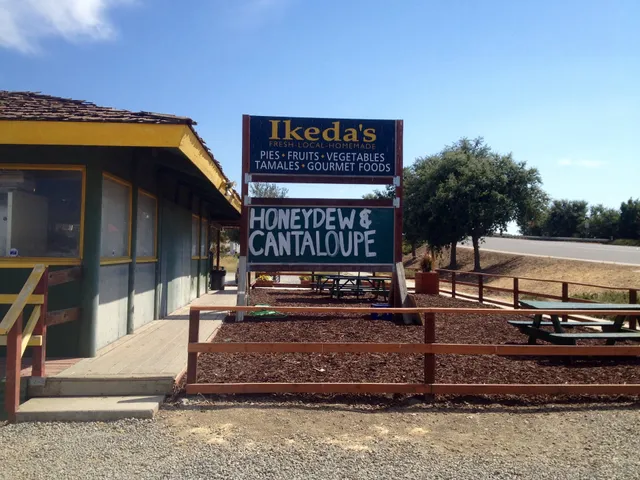 Ikeda's
FRESH·LOCAL·HOMEMADE
PIES • FRUITS • VEGETABLES
TAMALES • GOURMET FOODS
HONEYDEW &
CANTALOUPE